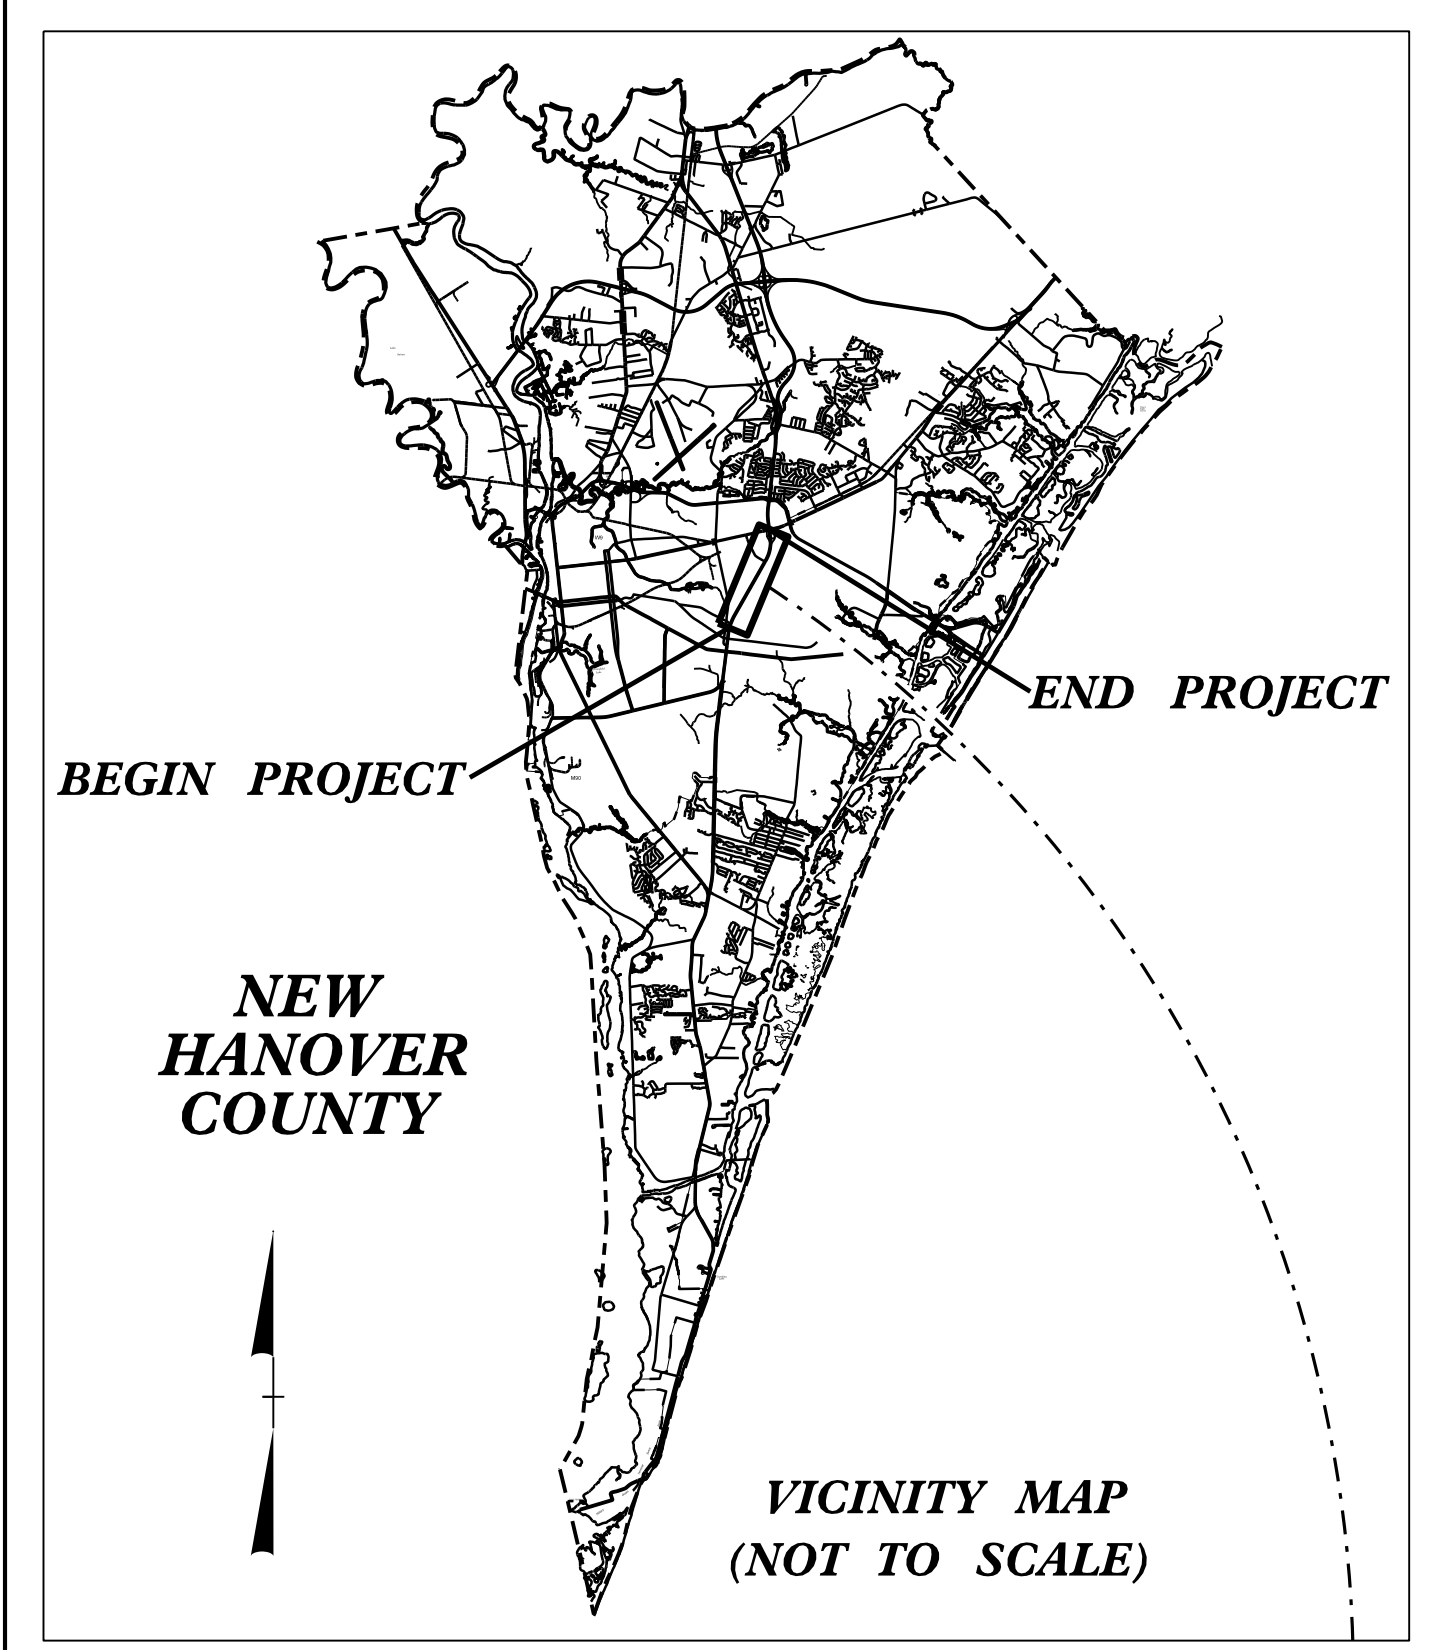 END PROJECT
BEGIN PROJECT
NEW
HANOVER
COUNTY
VICINITY MAP
(NOT TO SCALE)